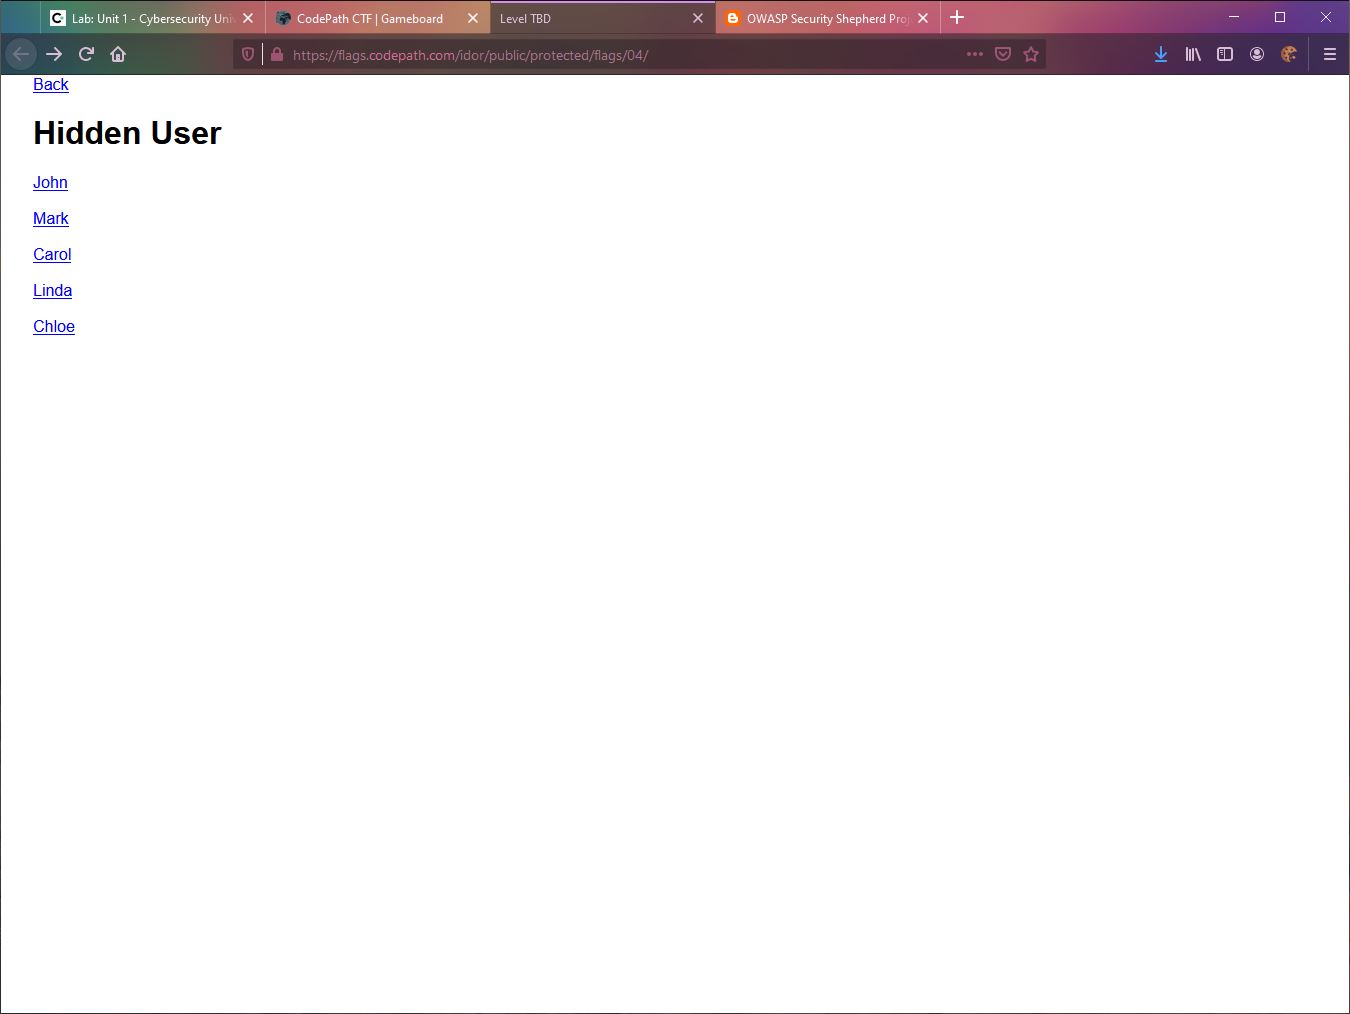 Lab: Unit 1 - Cybersecurity Univ
CodePath CTF | Gameboard
Level TBD
OWASP Security Shepherd Proj
https://flags.codepath.com/idor/public/protected/flags/04/
Back
Hidden User
John
Mark
Carol
Linda
Chloe